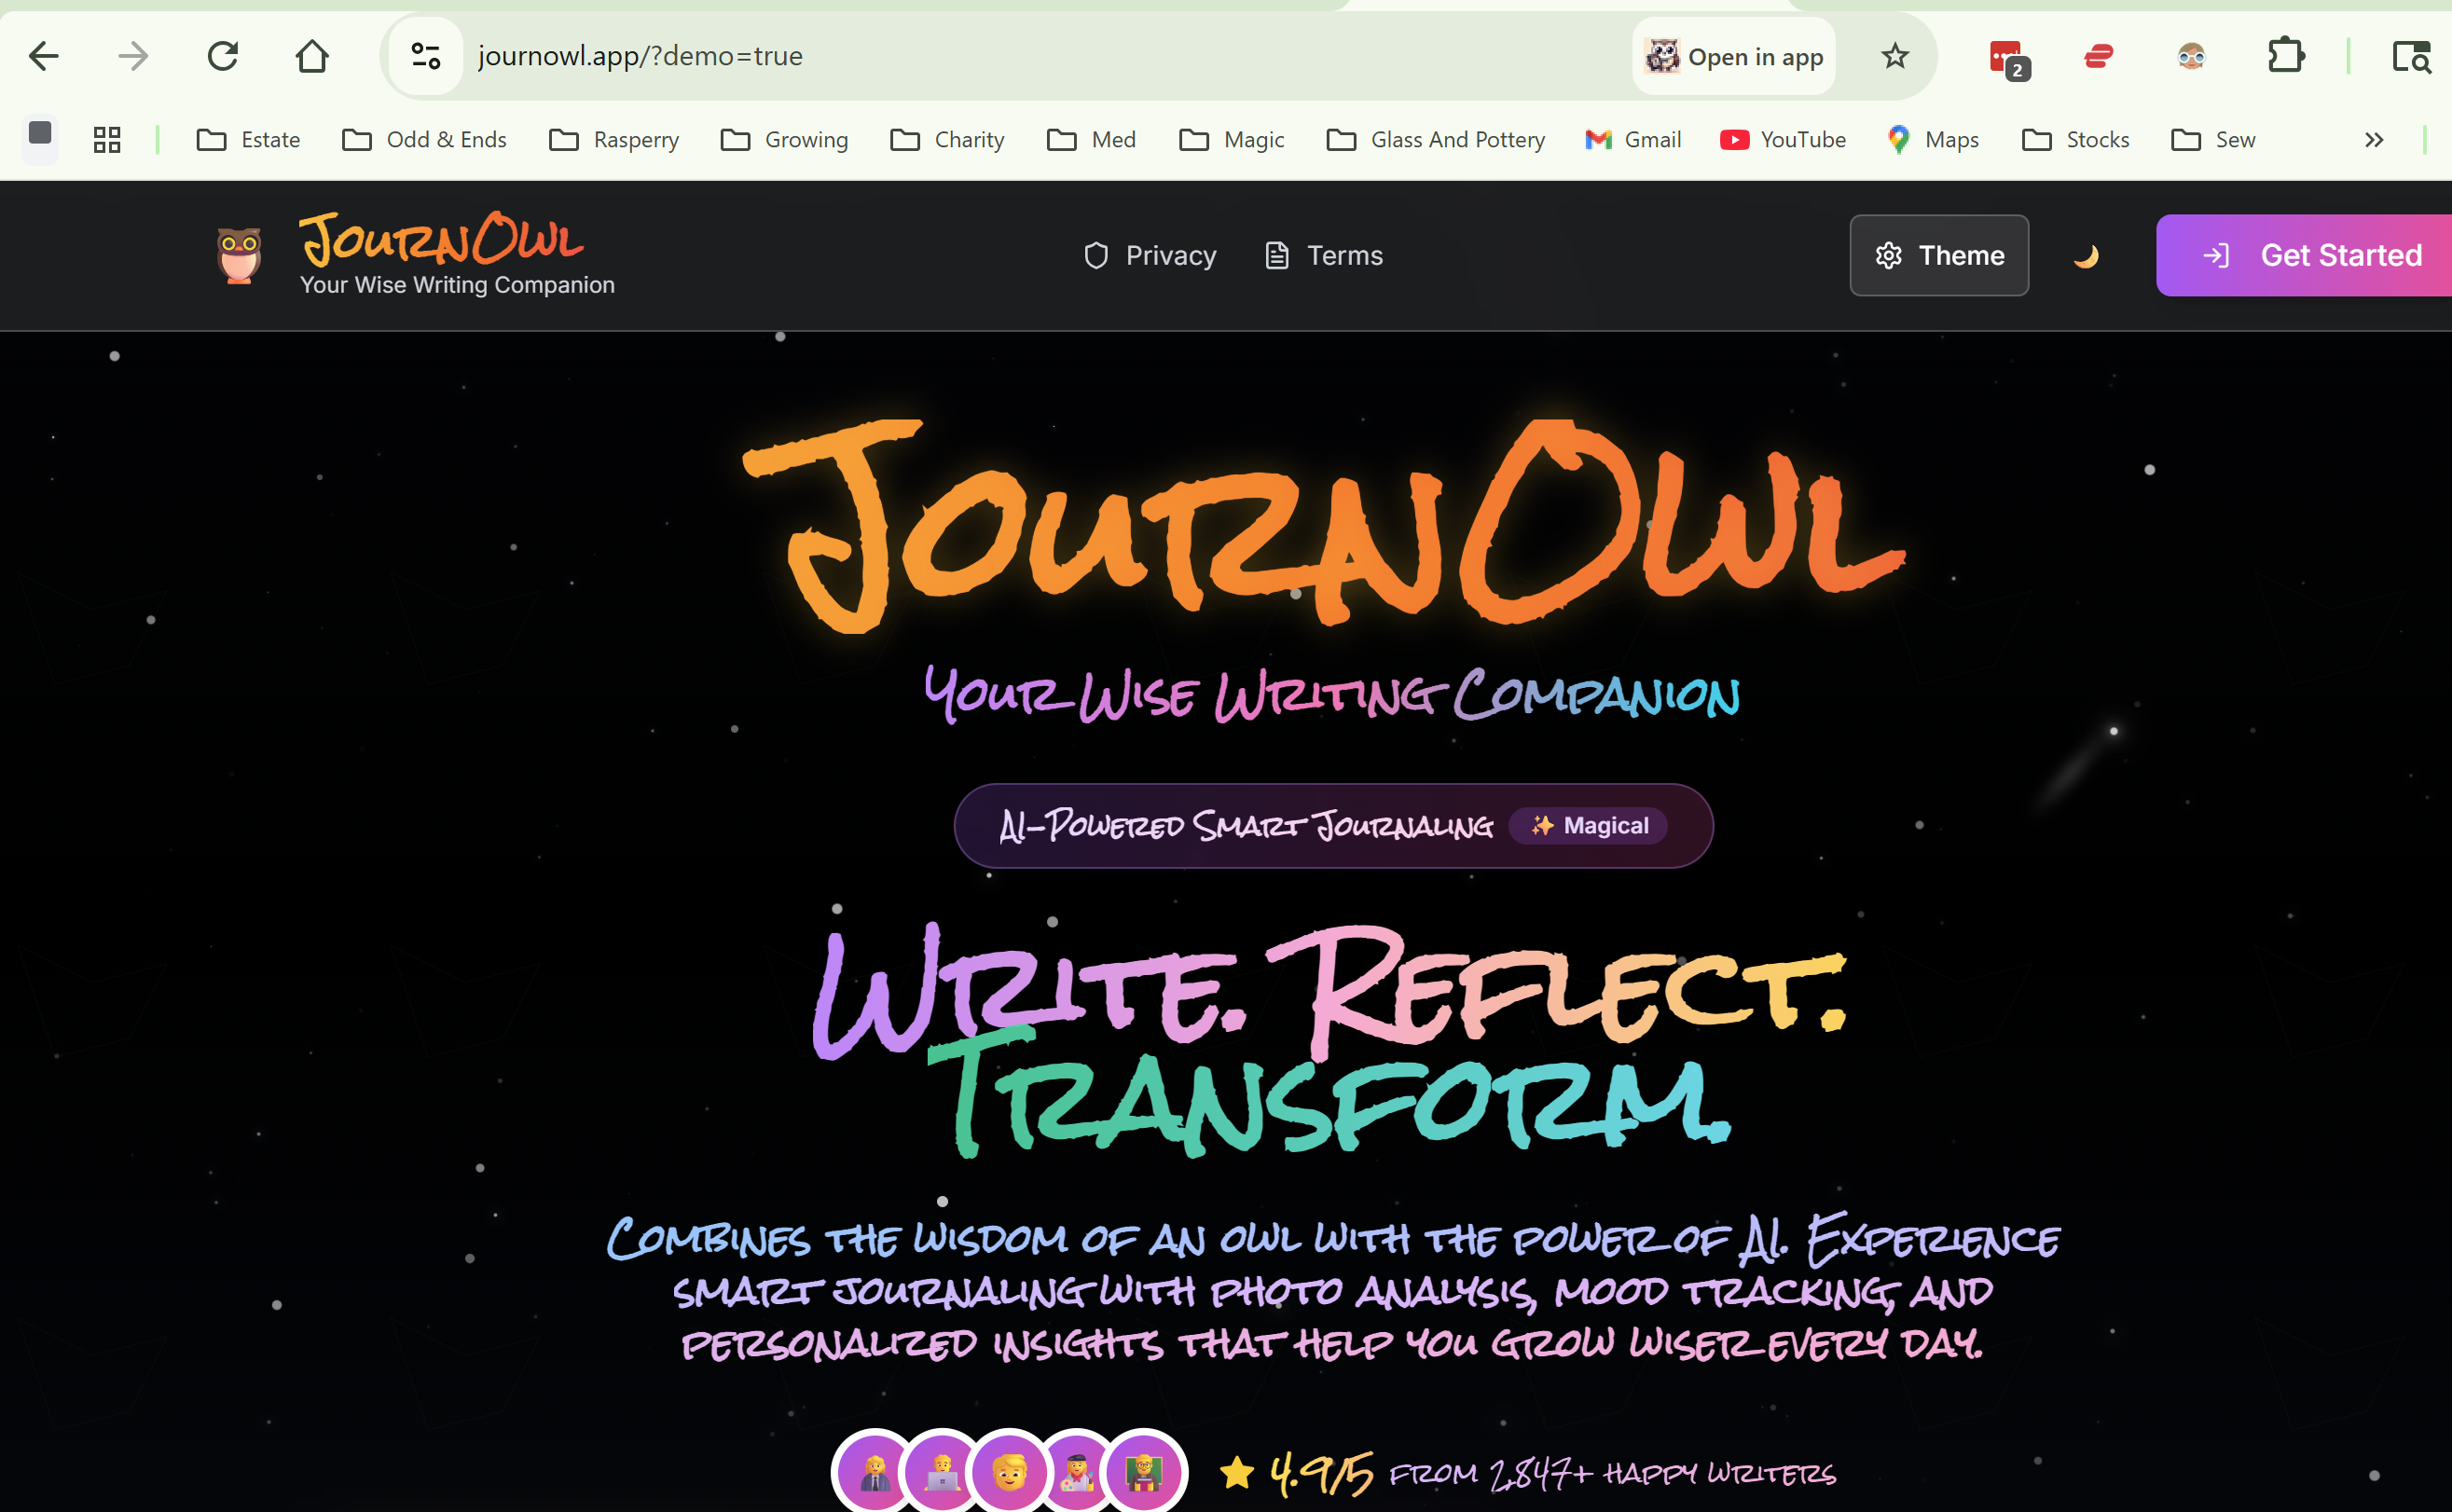 journowl.app/?demo=true
Open in app
2
Estate
Odd & Ends
Rasperry
Growing
Charity
Med
Magic
Glass And Pottery
Gmail
YouTube
Maps
Stocks
Sew
JournOwl
Your Wise Writing Companion
Privacy
Terms
Theme
Get Started
JournOwl
Your Wise Writing Companion
AI-Powered Smart Journaling ✨ Magical
Write. Reflect.
Transform.
Combines the wisdom of an owl with the power of AI. Experience
smart journaling with photo analysis, mood tracking, and
personalized insights that help you grow wiser every day.
4.9/5 from 2,847+ happy writers